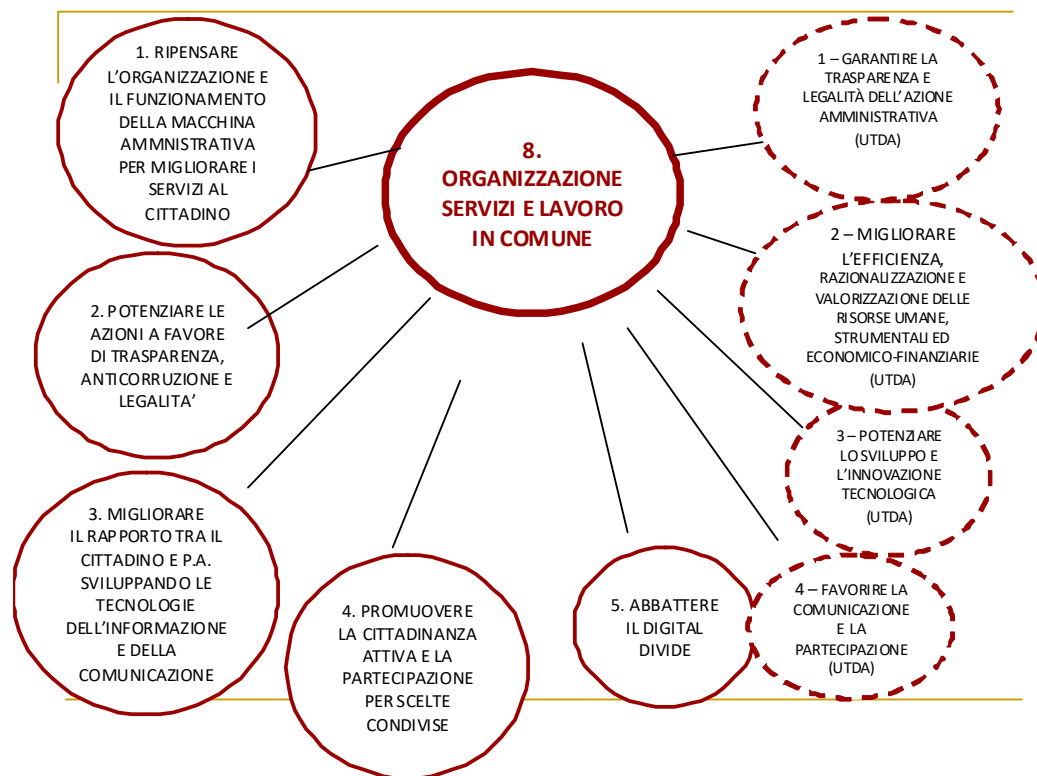 1. RIPENSARE
L'ORGANIZZAZIONE E
IL FUNZIONAMENTO
DELLA MACCHINA
AMMNISTRATIVA
PER MIGLIORARE I
SERVIZI AL
CITTADINO
8.
ORGANIZZAZIONE
SERVIZI E LAVORO
IN COMUNE
1 – GARANTIRE LA
TRASPARENZA E
LEGALITÀ DELL'AZIONE
AMMINISTRATIVA
(UTDA)
2 – MIGLIORARE
L'EFFICIENZA,
RAZIONALIZZAZIONE E
VALORIZZAZIONE DELLE
RISORSE UMANE,
STRUMENTALI ED
ECONOMICO-FINANZIARIE
(UTDA)
2. POTENZIARE LE
AZIONI A FAVORE
DI TRASPARENZA,
ANTICORRUZIONE E
LEGALITA'
3 – POTENZIARE
LO SVILUPPO E
L'INNOVAZIONE
TECNOLOGICA
(UTDA)
3. MIGLIORARE
IL RAPPORTO TRA IL
CITTADINO E P.A.
SVILUPPANDO LE
TECNOLOGIE
DELL'INFORMAZIONE
E DELLA
COMUNICAZIONE
4. PROMUOVERE
LA CITTADINANZA
ATTIVA E LA
PARTECIPAZIONE
PER SCELTE
CONDIVISE
5. ABBATTERE
IL DIGITAL
DIVIDE
4 – FAVORIRE LA
COMUNICAZIONE
E LA
PARTECIPAZIONE
(UTDA)